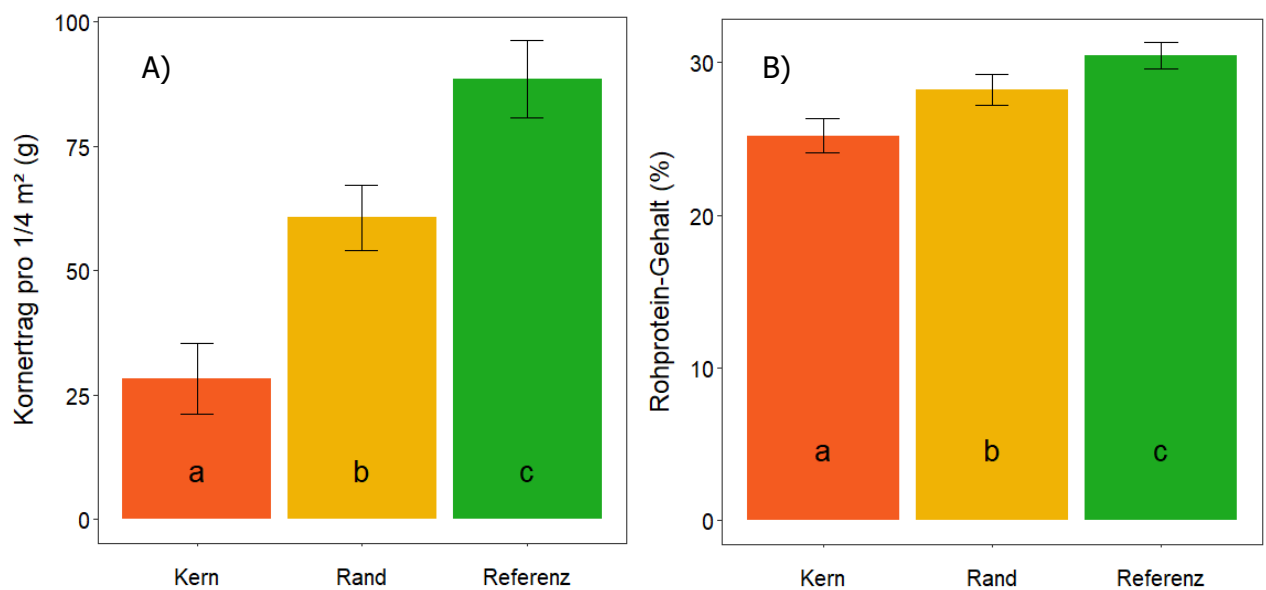 A)
Kornertrag pro 1/4 m² (g)
100
75
50
25
0
a
b
c
Kern
Rand
Referenz
B)
Rohprotein-Gehalt (%)
30
20
10
0
a
b
c
Kern
Rand
Referenz